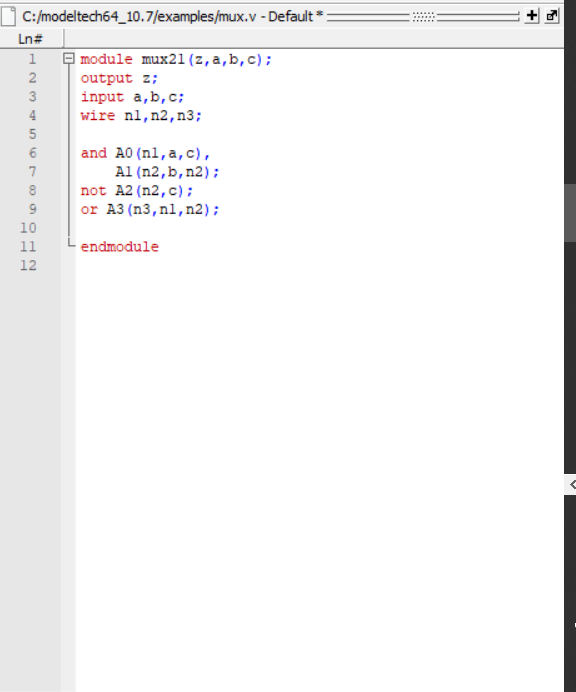 C:/modeltech64_10.7/examples/mux.v - Default *
Ln#
1 module mux21(z,a,b,c);
2 output z;
3 input a,b,c;
4 wire n1,n2,n3;
5
6 and A0(n1,a,c),
7 A1(n2,b,n2);
8 not A2(n2,c);
9 or A3(n3,n1,n2);
10
11 endmodule
12